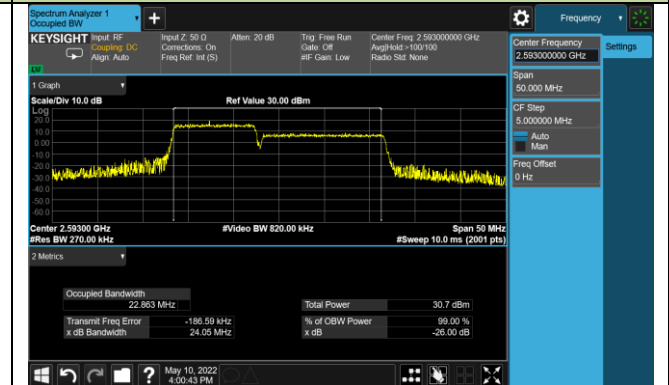 Spectrum Analyzer 1
Occupied BW
Frequency
KEYSIGHT
Input: RF
Coupling: DC
Align: Auto
Input Z: 50 Ω
Corrections: On
Freq Ref: Int (S)
Atten: 20 dB
Trig: Free Run
Gate: Off
#IF Gain: Low
Center Freq: 2.593000000 GHz
Avg|Hold:>100/100
Radio Std: None
Center Frequency
2.593000000 GHz
Settings
Span
50.000 MHz
CF Step
5.000000 MHz
Auto
Man
Freq Offset
0 Hz
1 Graph
Scale/Div 10.0 dB
Ref Value 30.00 dBm
Log
20.0
10.0
0.00
-10.0
-20.0
-30.0
-40.0
-50.0
-60.0
Center 2.59300 GHz
#Video BW 820.00 kHz
Span 50 MHz
#Res BW 270.00 kHz
#Sweep 10.0 ms (2001 pts)
2 Metrics
Occupied Bandwidth
22.863 MHz
Total Power 30.7 dBm
Transmit Freq Error -186.59 kHz
% of OBW Power 99.00 %
x dB Bandwidth 24.05 MHz
x dB -26.00 dB
May 10, 2022
4:00:43 PM